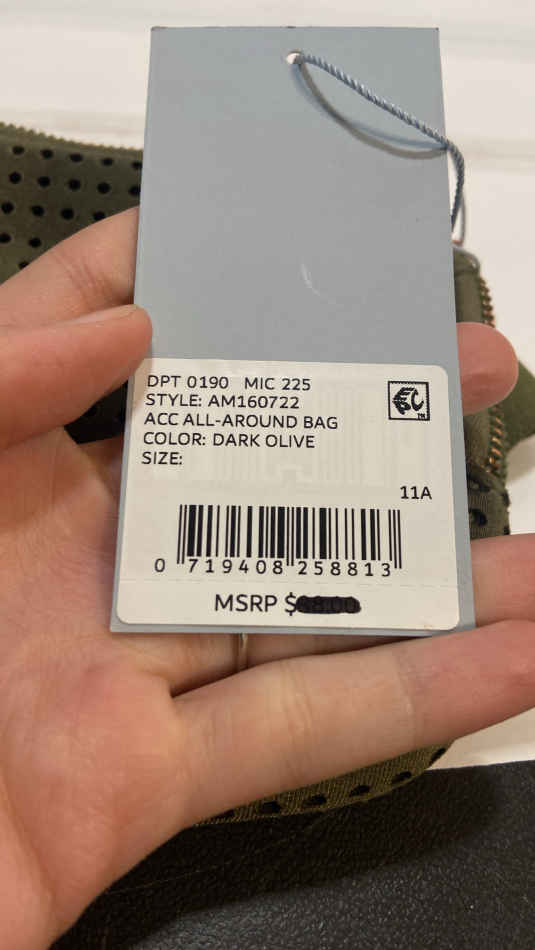 DPT 0190 MIC 225
STYLE: AM160722
ACC ALL-AROUND BAG
COLOR: DARK OLIVE
SIZE:
11A
0 719408 258813
MSRP $